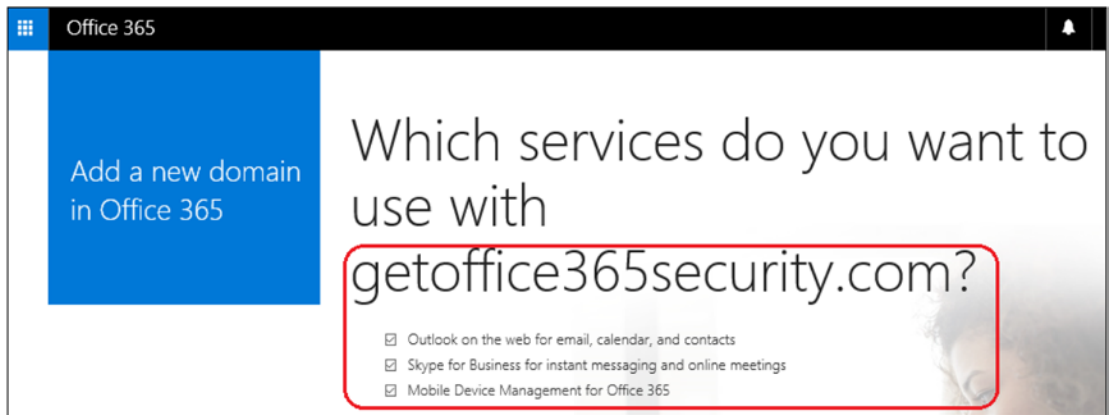 Office 365
Add a new domain
in Office 365
Which services do you want to
use with
getoffice365security.com?
Outlook on the web for email, calendar, and contacts
Skype for Business for instant messaging and online meetings
Mobile Device Management for Office 365